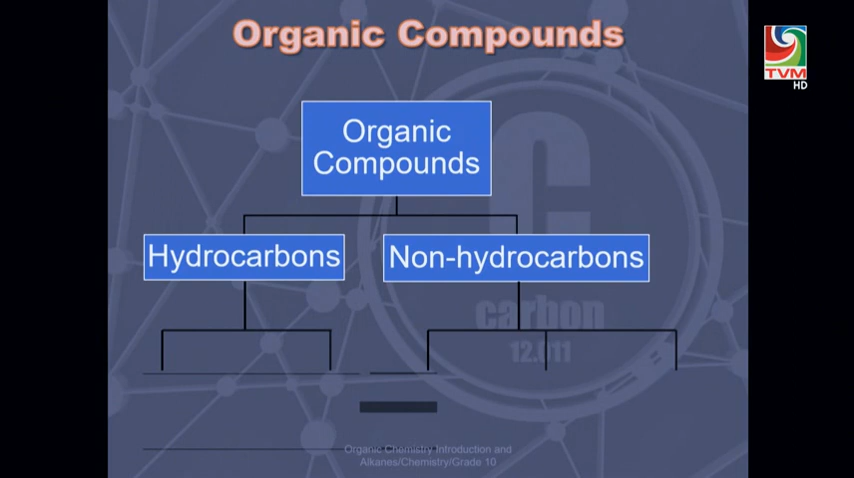 Organic Compounds
TVM
HD
Organic
Compounds
Hydrocarbons
Non-hydrocarbons
C
carbon
12.011
Organic Chemistry Introduction and
Alkanes/Chemistry/Grade 10